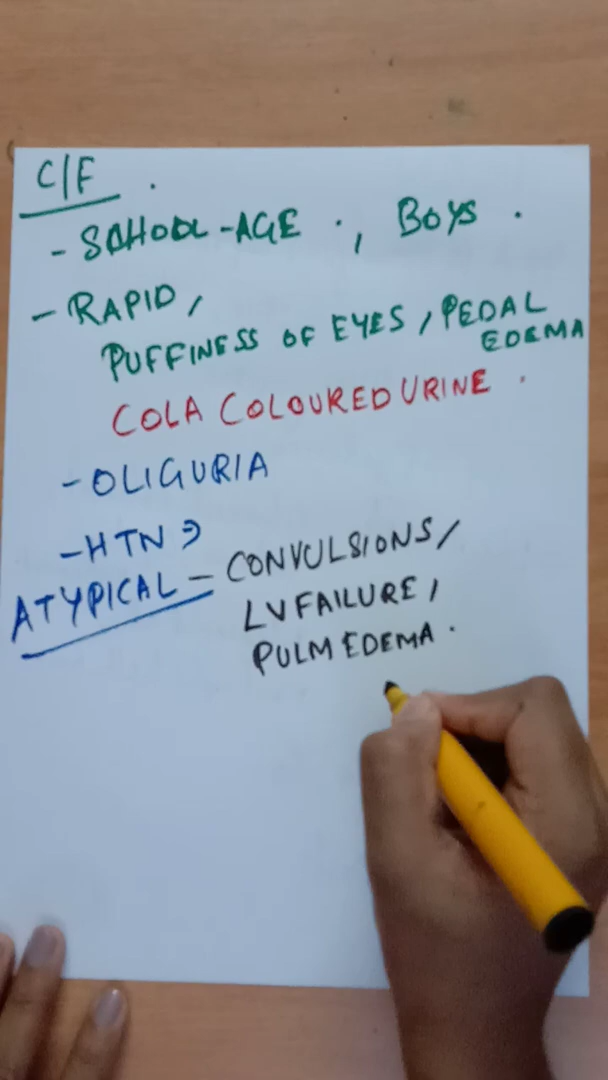 C/F .
- SCHOOL-AGE ., BOYS .
- RAPID,
PUFFINESS OF EYES, PEDAL
EDEMA
COLA COLOURED URINE .
- OLIGURIA
- HTN
ATYPICAL - CONVULSIONS,
LV FAILURE,
PULM EDEMA .